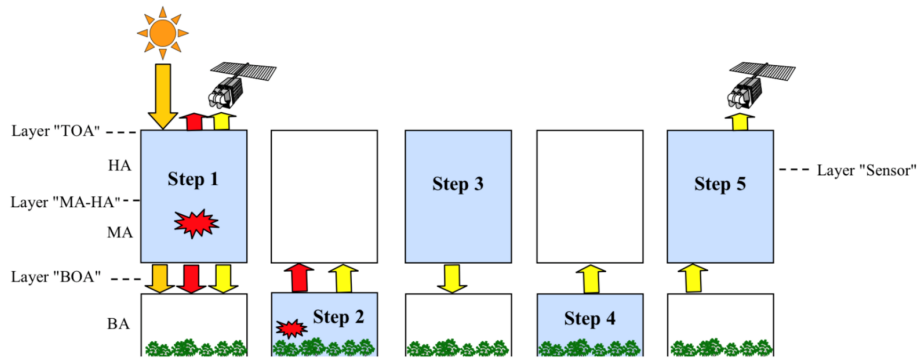 Layer "TOA"
HA
Layer "MA-HA"
MA
Layer "BOA"
BA
Step 1
Step 2
Step 3
Step 4
Step 5
Layer "Sensor"